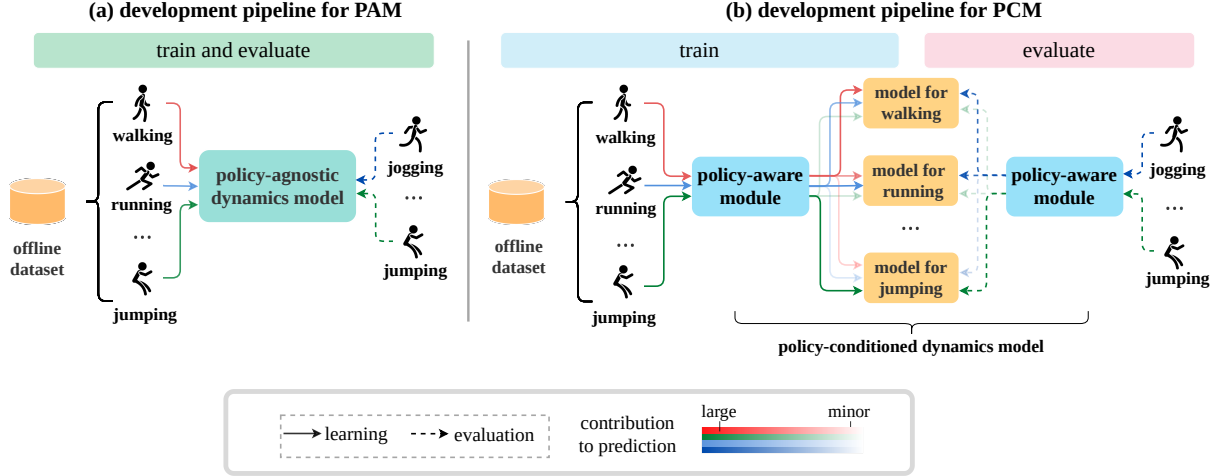 (a) development pipeline for PAM
train and evaluate
walking
running
...
jumping
offline
dataset
policy-agnostic
dynamics model
jogging
...
jumping
(b) development pipeline for PCM
train
evaluate
walking
running
...
jumping
offline
dataset
policy-aware
module
model for
walking
model for
running
...
model for
jumping
policy-aware
module
jogging
...
jumping
policy-conditioned dynamics model
learning
evaluation
contribution
to prediction
large
minor